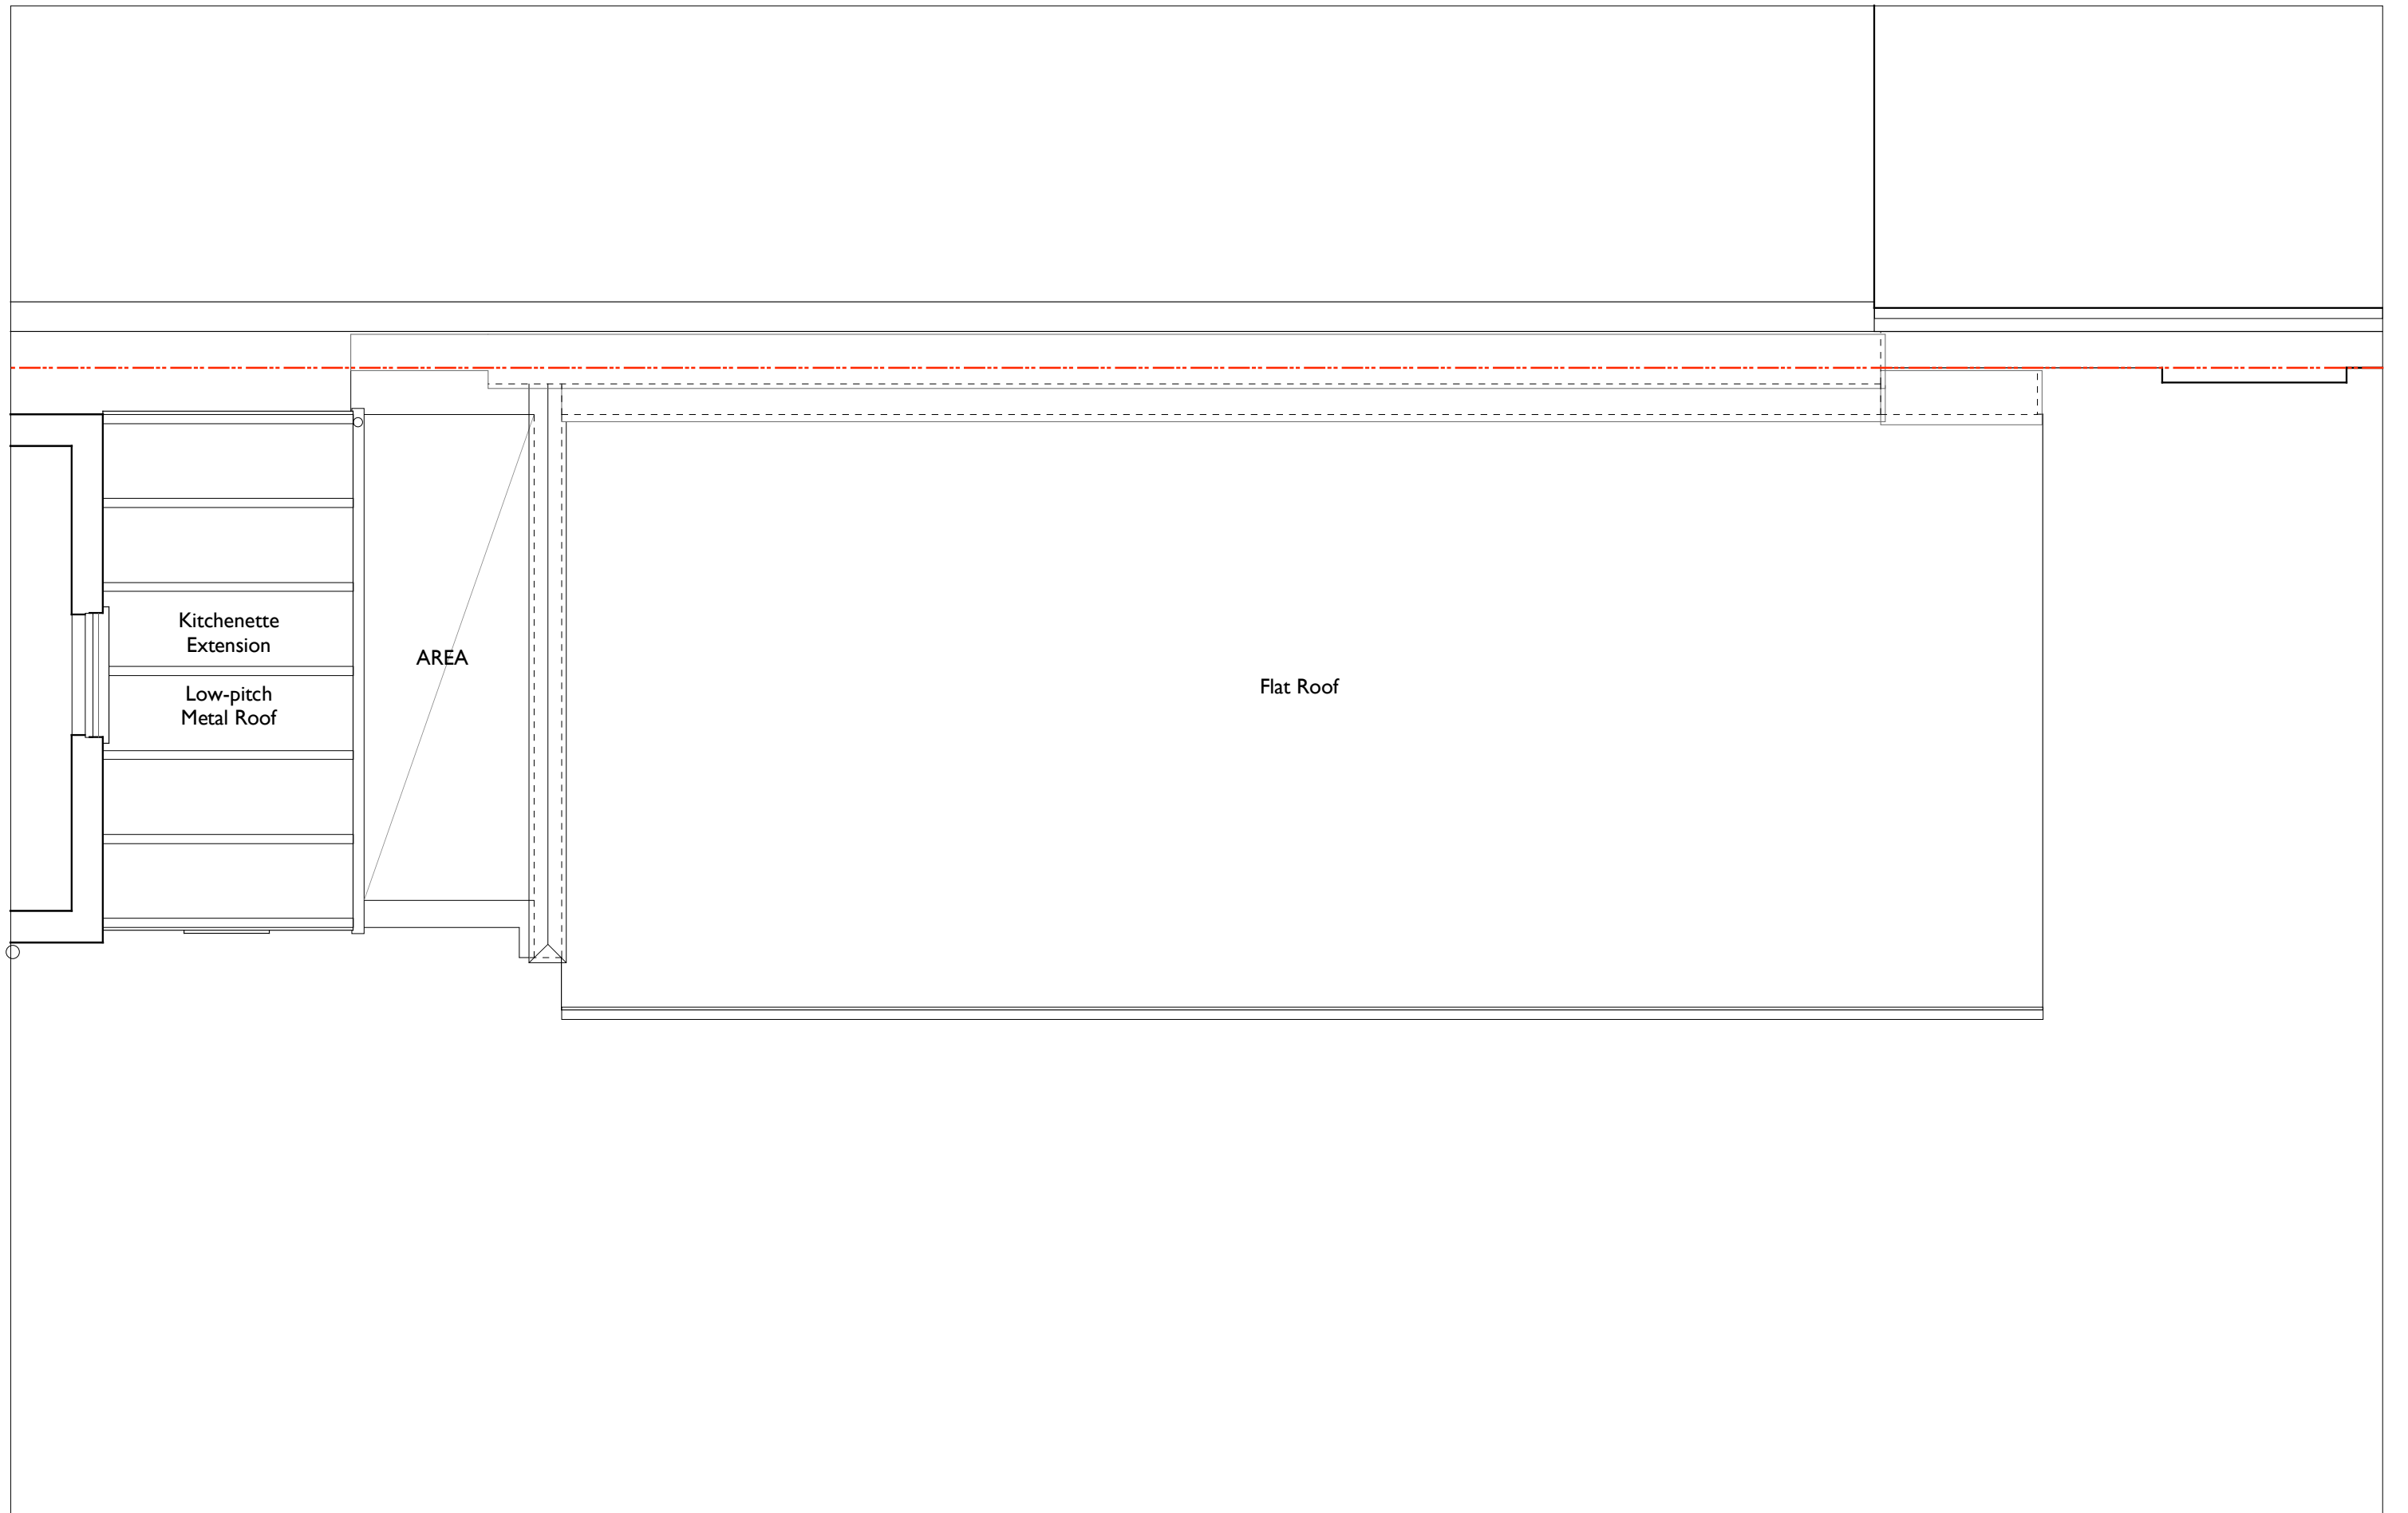 Kitchenette
Extension
Low-pitch
Metal Roof
AREA
Flat Roof